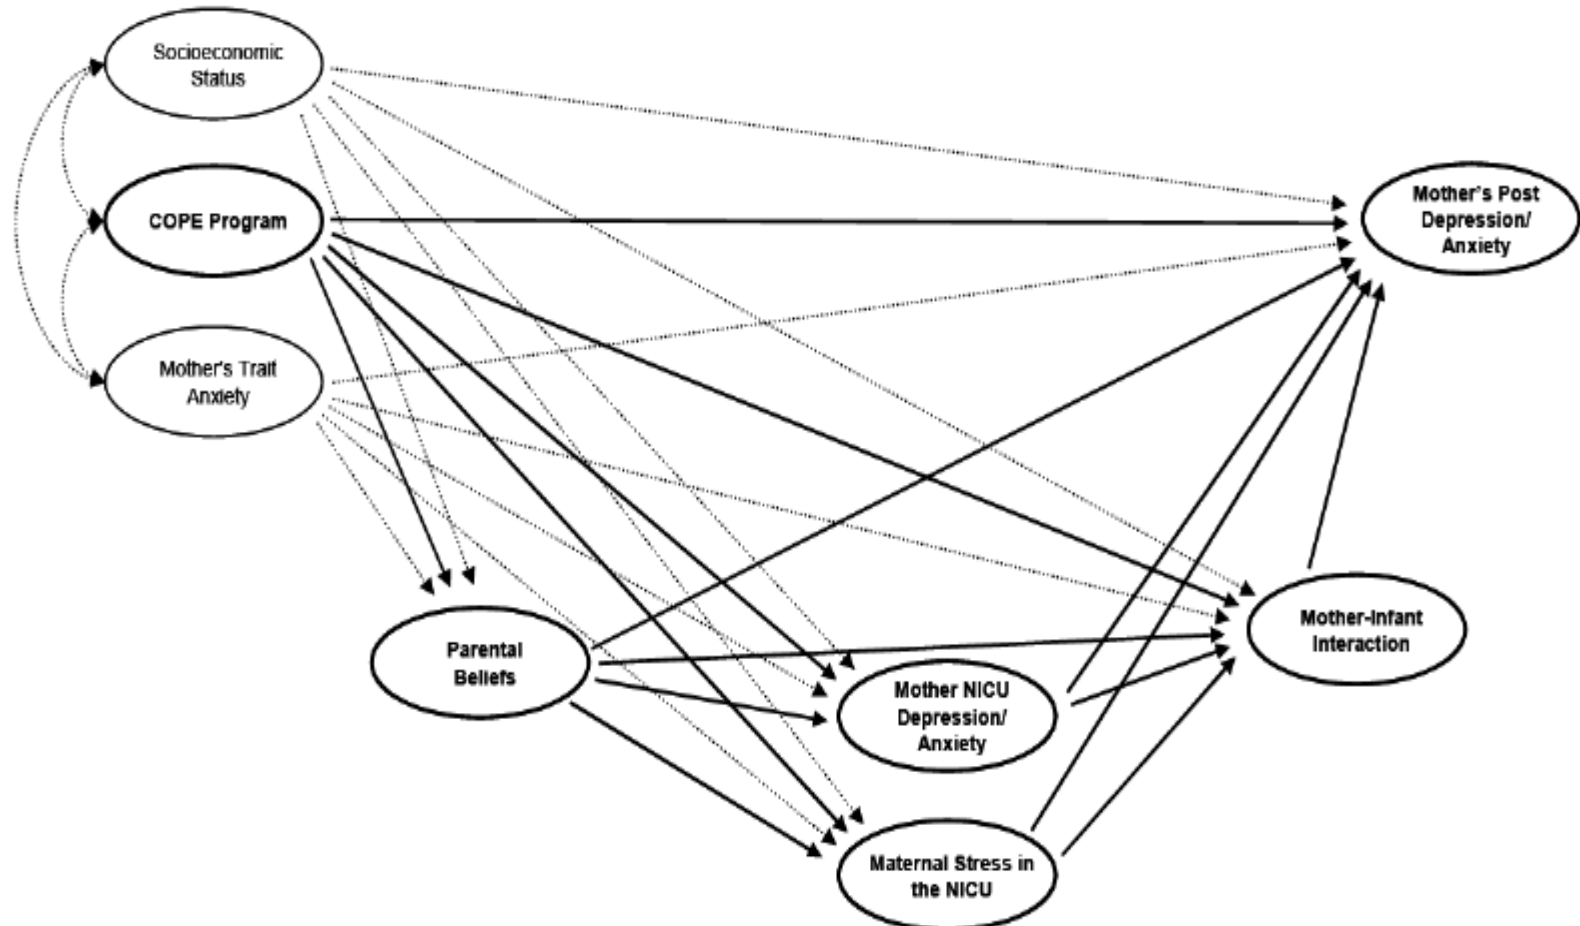 Socioeconomic
Status
COPE Program
Mother's Trait
Anxiety
Mother's Post
Depression/
Anxiety
Parental
Beliefs
Mother NICU
Depression/
Anxiety
Mother-Infant
Interaction
Maternal Stress in
the NICU